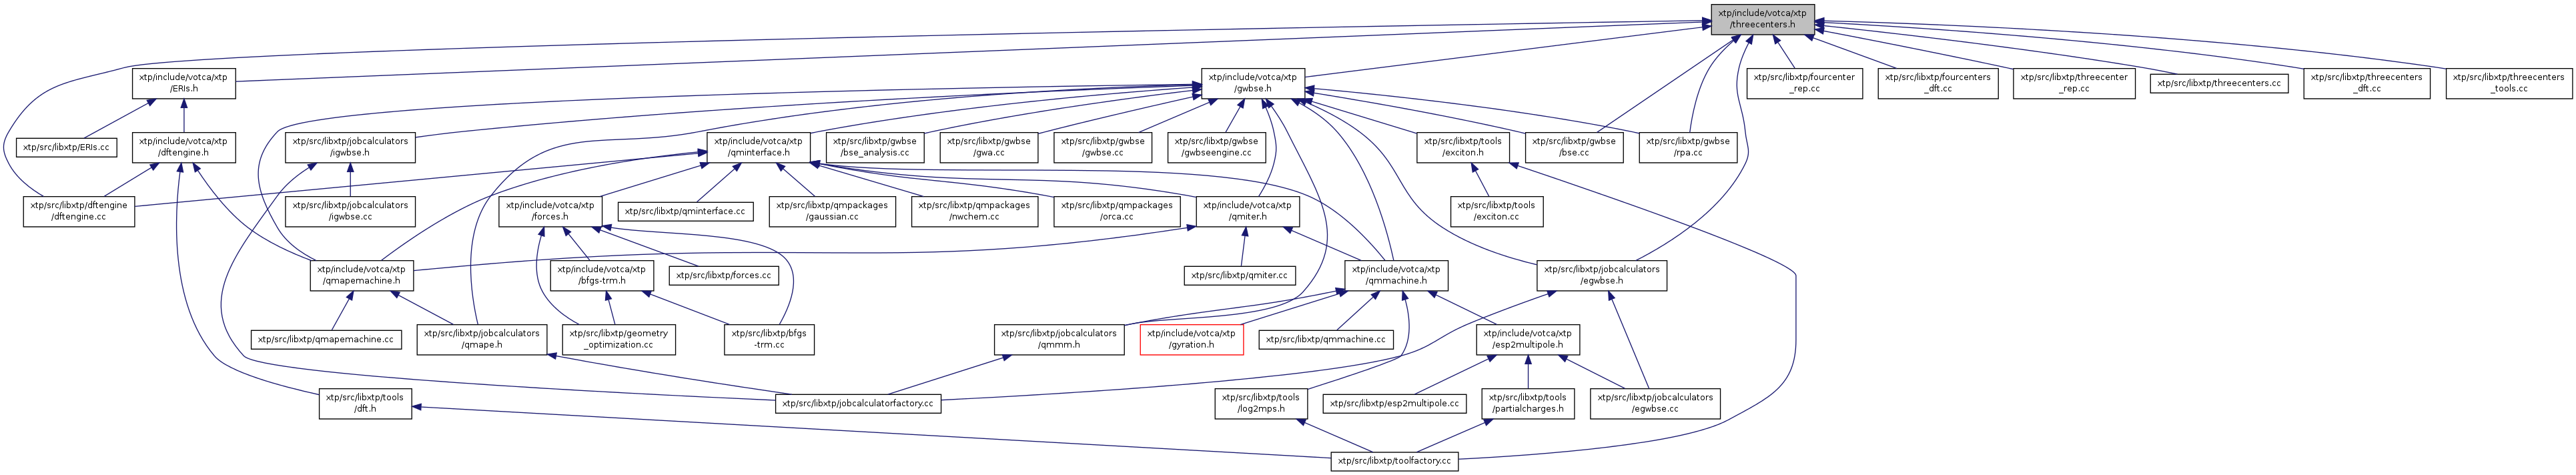 xtp/include/votca/xtp
/threecenters.h
xtp/include/votca/xtp
/ERIs.h
xtp/include/votca/xtp
/gwbse.h
xtp/src/libxtp/fourcenter
_rep.cc
xtp/src/libxtp/fourcenters
_dft.cc
xtp/src/libxtp/threecenter
_rep.cc
xtp/src/libxtp/threecenters.cc
xtp/src/libxtp/threecenters
_dft.cc
xtp/src/libxtp/threecenters
_tools.cc
xtp/src/libxtp/ERIs.cc
xtp/include/votca/xtp
/dftengine.h
xtp/src/libxtp/jobcalculators
/igwbse.h
xtp/include/votca/xtp
/qminterface.h
xtp/src/libxtp/gwbse
/bse_analysis.cc
xtp/src/libxtp/gwbse
/gwa.cc
xtp/src/libxtp/gwbse
/gwbse.cc
xtp/src/libxtp/gwbse
/gwbseengine.cc
xtp/src/libxtp/tools
/exciton.h
xtp/src/libxtp/gwbse
/bse.cc
xtp/src/libxtp/gwbse
/rpa.cc
xtp/src/libxtp/dftengine
/dftengine.cc
xtp/src/libxtp/jobcalculators
/igwbse.cc
xtp/include/votca/xtp
/forces.h
xtp/src/libxtp/qminterface.cc
xtp/src/libxtp/qmpackages
/gaussian.cc
xtp/src/libxtp/qmpackages
/nwchem.cc
xtp/src/libxtp/qmpackages
/orca.cc
xtp/include/votca/xtp
/qmiter.h
xtp/src/libxtp/tools
/exciton.cc
xtp/include/votca/xtp
/qmapemachine.h
xtp/include/votca/xtp
/bfgs-trm.h
xtp/src/libxtp/forces.cc
xtp/src/libxtp/qmiter.cc
xtp/include/votca/xtp
/qmmachine.h
xtp/src/libxtp/jobcalculators
/egwbse.h
xtp/src/libxtp/qmapemachine.cc
xtp/src/libxtp/jobcalculators
/qmape.h
xtp/src/libxtp/geometry
_optimization.cc
xtp/src/libxtp/bfgs
-trm.cc
xtp/src/libxtp/jobcalculators
/qmmm.h
xtp/include/votca/xtp
/gyration.h
xtp/src/libxtp/qmmachine.cc
xtp/include/votca/xtp
/esp2multipole.h
xtp/src/libxtp/tools
/dft.h
xtp/src/libxtp/jobcalculatorfactory.cc
xtp/src/libxtp/tools
/log2mps.h
xtp/src/libxtp/esp2multipole.cc
xtp/src/libxtp/tools
/partialcharges.h
xtp/src/libxtp/jobcalculators
/egwbse.cc
xtp/src/libxtp/toolfactory.cc